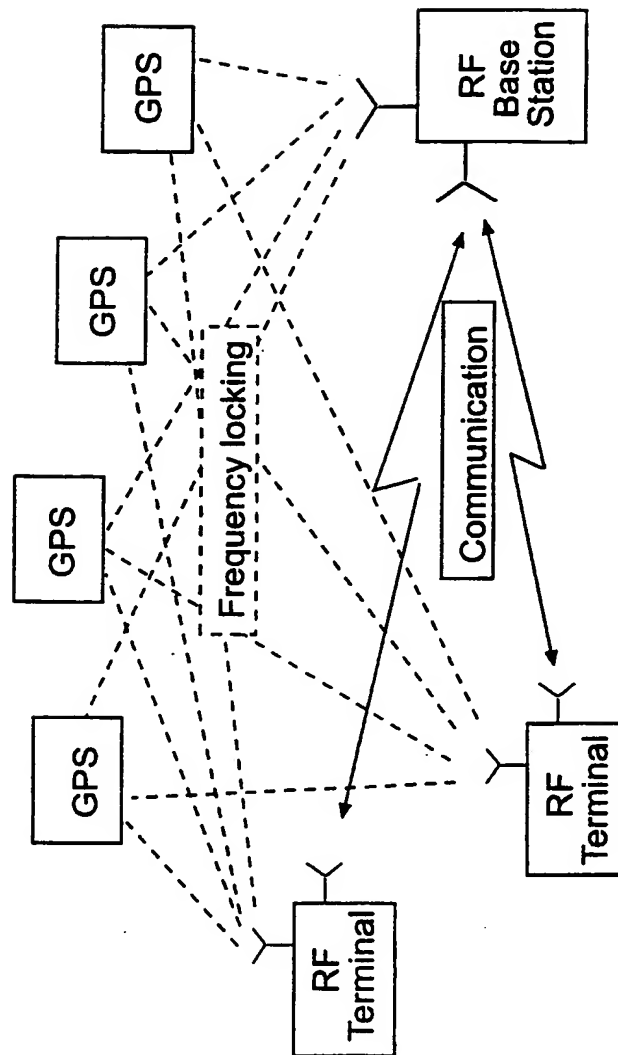 GPS
GPS
GPS
GPS
Frequency locking
Communication
RF
Terminal
RF
Terminal
RF
Base
Station